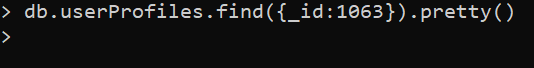 > db.userProfiles.find({_id:1063}).pretty()
>